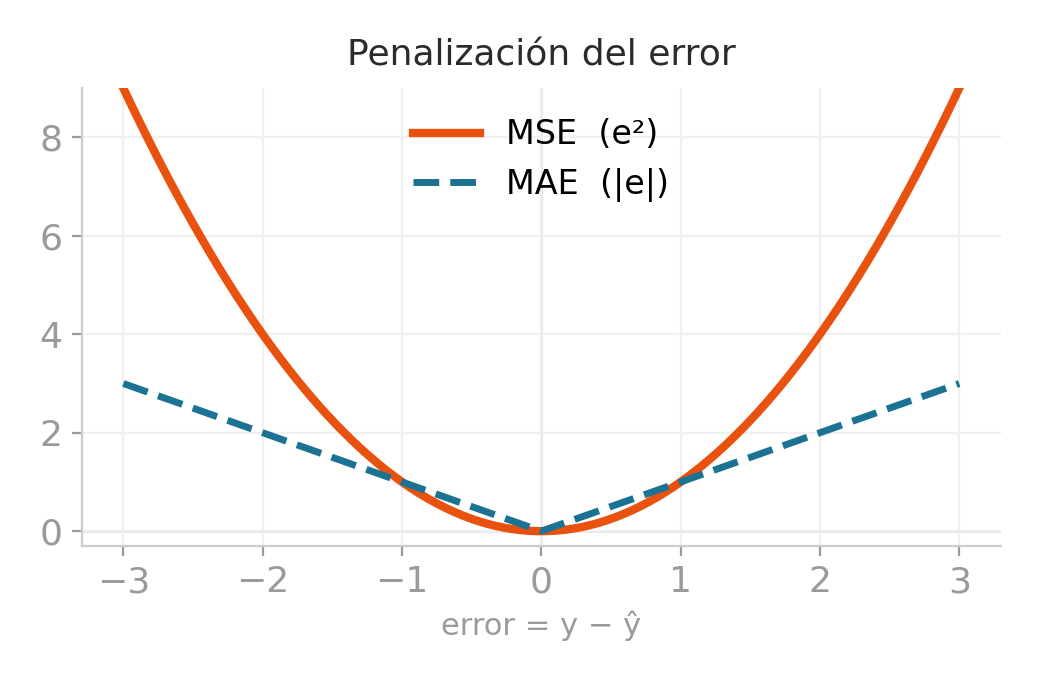 Penalización del error
MSE  (e²)
MAE  (|e|)
8
6
4
2
0
−3 −2 −1 0 1 2 3
error = y − ŷ